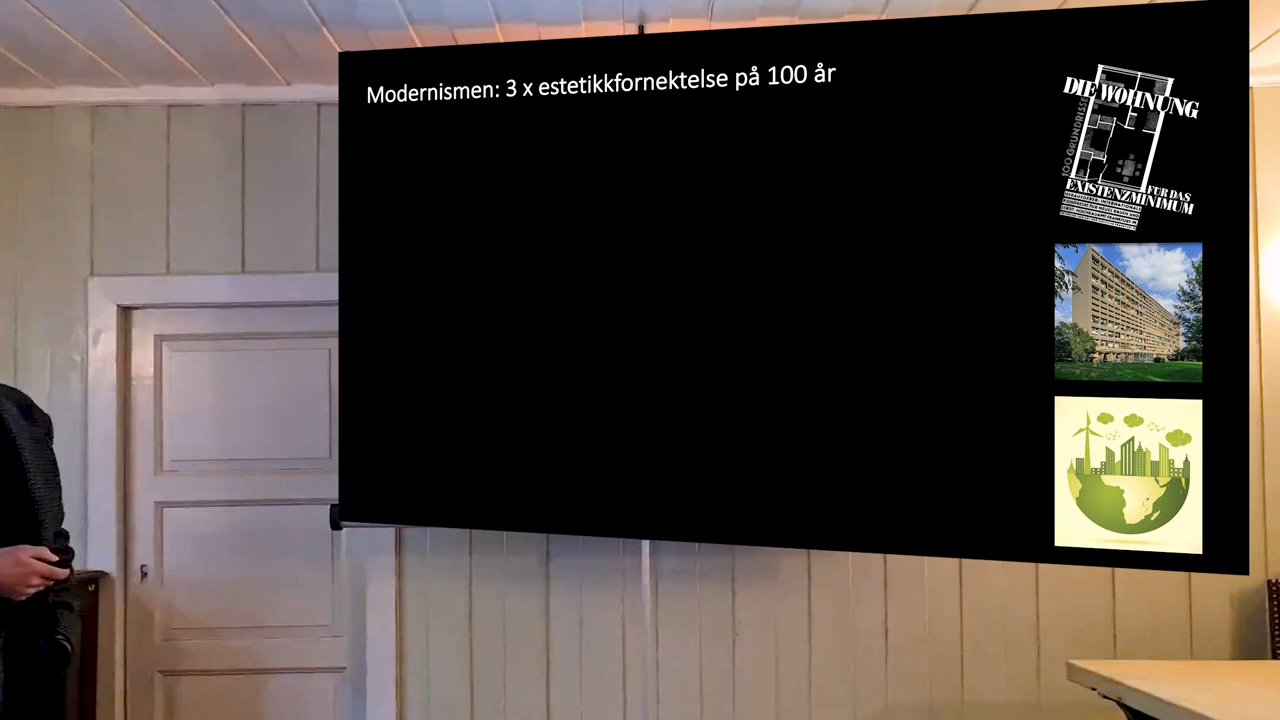 Modernismen: 3 x estetikkfornektelse på 100 år
DIE WOHNUNG
100 GRUNDRISSE
FÜR DAS
EXISTENZMINIMUM